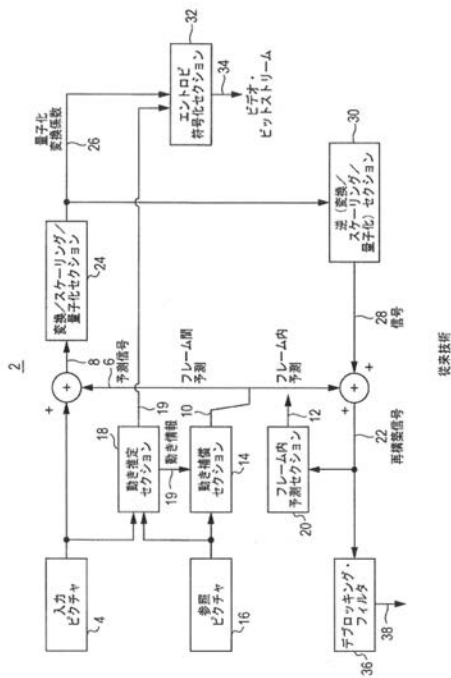 2
入力
ピクチャ
4
+
+
8
6
予測信号
変換/スケーリング/
量子化セクション
24
量子化
変換係数
26
エントロピ
符号化セクション
32
34
ビデオ・
ビットストリーム
18
動き推定
セクション
19
19
動き情報
フレーム間
予測
10
参照
ピクチャ
16
動き補償
セクション
14
フレーム内
予測
12
フレーム内
予測セクション
20
逆(変換/
スケーリング/
量子化)セクション
30
28
信号
+
+
+
22
再構築信号
デブロッキング・
フィルタ
36
38
従来技術